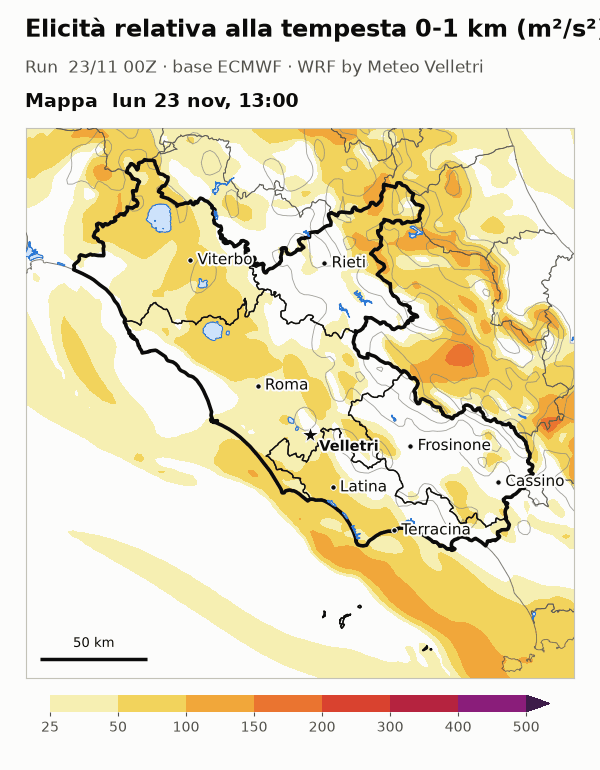 Elicità relativa alla tempesta 0-1 km (m²/s²)
Run 23/11 00Z · base ECMWF · WRF by Meteo Velletri
Mappa lun 23 nov, 13:00
Viterbo
Rieti
Roma
Velletri
Frosinone
Latina
Cassino
Terracina
50 km
25 50 100 150 200 300 400 500